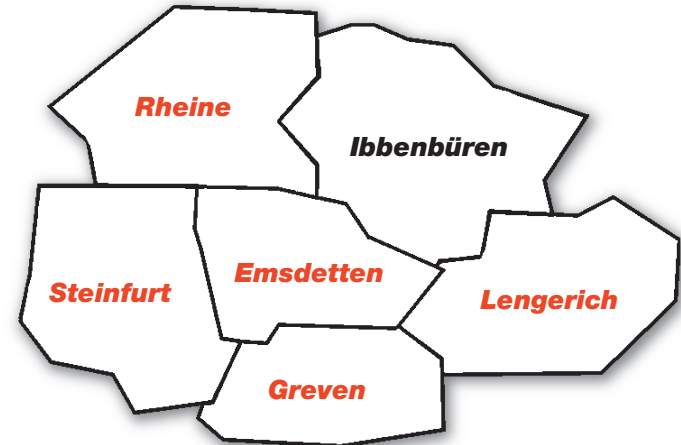 Rheine
Ibbenbüren
Steinfurt
Emsdetten
Lengerich
Greven